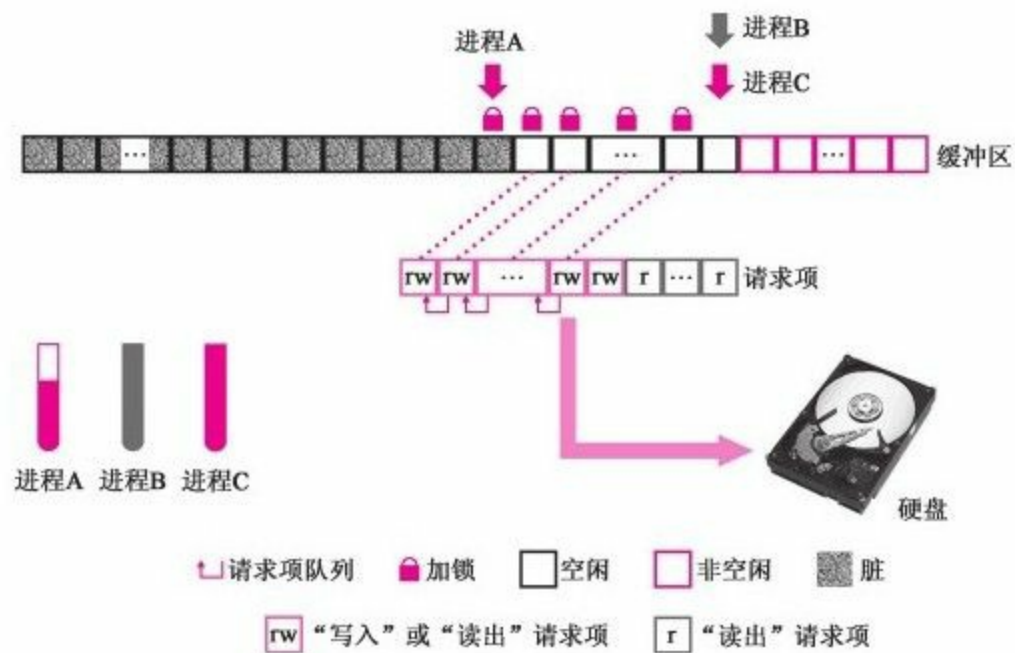 进程B
进程A
进程C
... ... ... 缓冲区
rw rw ... rw rw r ... r 请求项
进程A 进程B 进程C
硬盘
请求项队列 加锁 空闲 非空闲 脏
rw “写入”或“读出”请求项 r “读出”请求项